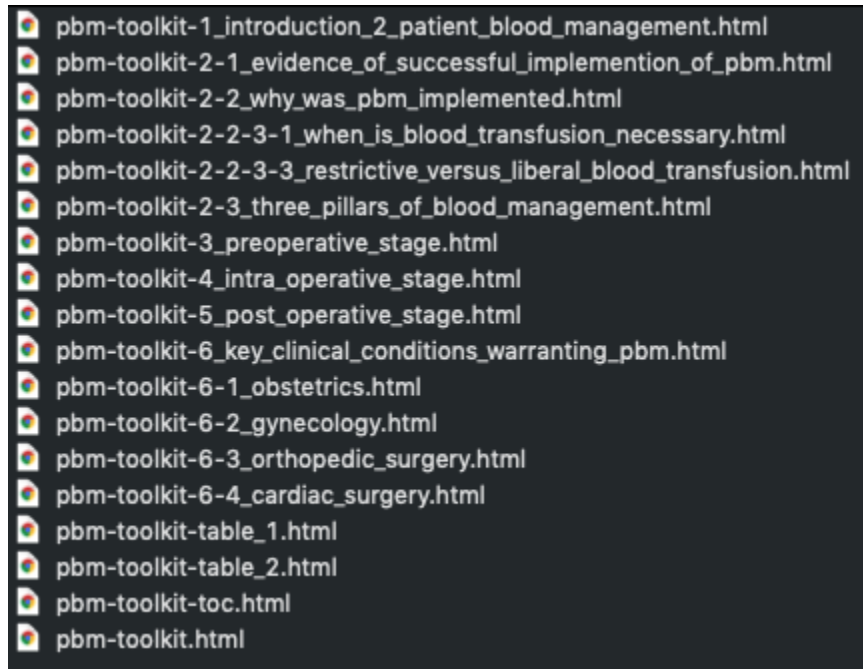 pbm-toolkit-1_introduction_2_patient_blood_management.html
pbm-toolkit-2-1_evidence_of_successful_implemention_of_pbm.html
pbm-toolkit-2-2_why_was_pbm_implemented.html
pbm-toolkit-2-2-3-1_when_is_blood_transfusion_necessary.html
pbm-toolkit-2-2-3-3_restrictive_versus_liberal_blood_transfusion.html
pbm-toolkit-2-3_three_pillars_of_blood_management.html
pbm-toolkit-3_preoperative_stage.html
pbm-toolkit-4_intra_operative_stage.html
pbm-toolkit-5_post_operative_stage.html
pbm-toolkit-6_key_clinical_conditions_warranting_pbm.html
pbm-toolkit-6-1_obstetrics.html
pbm-toolkit-6-2_gynecology.html
pbm-toolkit-6-3_orthopedic_surgery.html
pbm-toolkit-6-4_cardiac_surgery.html
pbm-toolkit-table_1.html
pbm-toolkit-table_2.html
pbm-toolkit-toc.html
pbm-toolkit.html